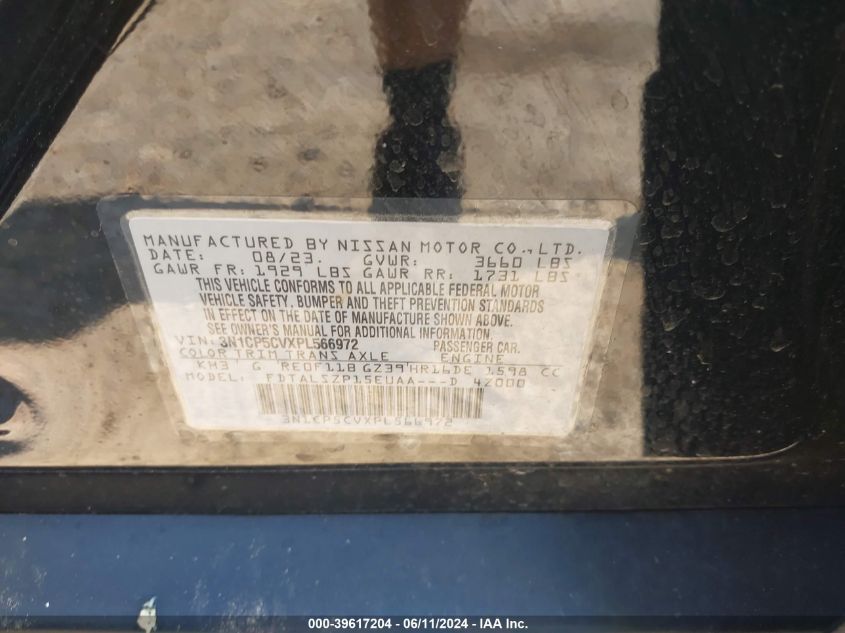 MANUFACTURED BY NISSAN MOTOR CO., LTD.
DATE: 08/23. GVWR: 3660 LBS
GAWR FR: 1929 LBS GAWR RR: 1731 LBS
THIS VEHICLE CONFORMS TO ALL APPLICABLE FEDERAL MOTOR
VEHICLE SAFETY, BUMPER AND THEFT PREVENTION STANDARDS
IN EFFECT ON THE DATE OF MANUFACTURE SHOWN ABOVE.
SEE OWNER'S MANUAL FOR ADDITIONAL INFORMATION.
VIN: 3N1CP5CVXPL566972 PASSENGER CAR.
COLOR TRIM TRANS AXLE ENGINE
KH3 G RE0F11B GZ39 HR16DE 1598 CC
MODEL: FDTALSZP15EUAA---D 4Z000
3N1CP5CVXPL566972
000-39617204 - 06/11/2024 - IAA Inc.